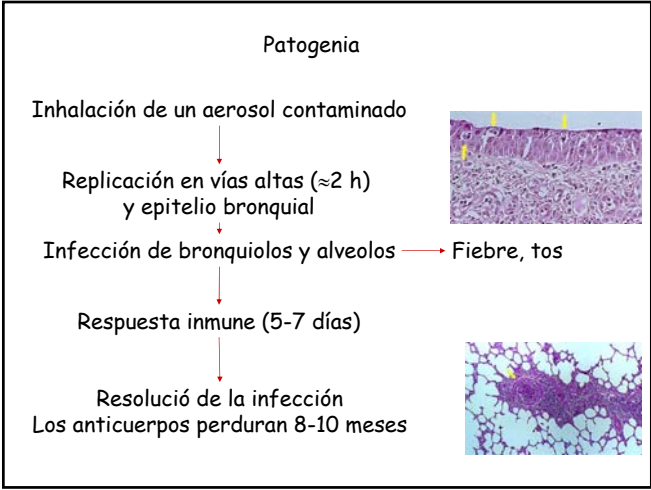 Patogenia
Inhalación de un aerosol contaminado
Replicación en vías altas (≈2 h)
y epitelio bronquial
Infección de bronquiolos y alveolos
Fiebre, tos
Respuesta inmune (5-7 días)
Resolució de la infección
Los anticuerpos perduran 8-10 meses